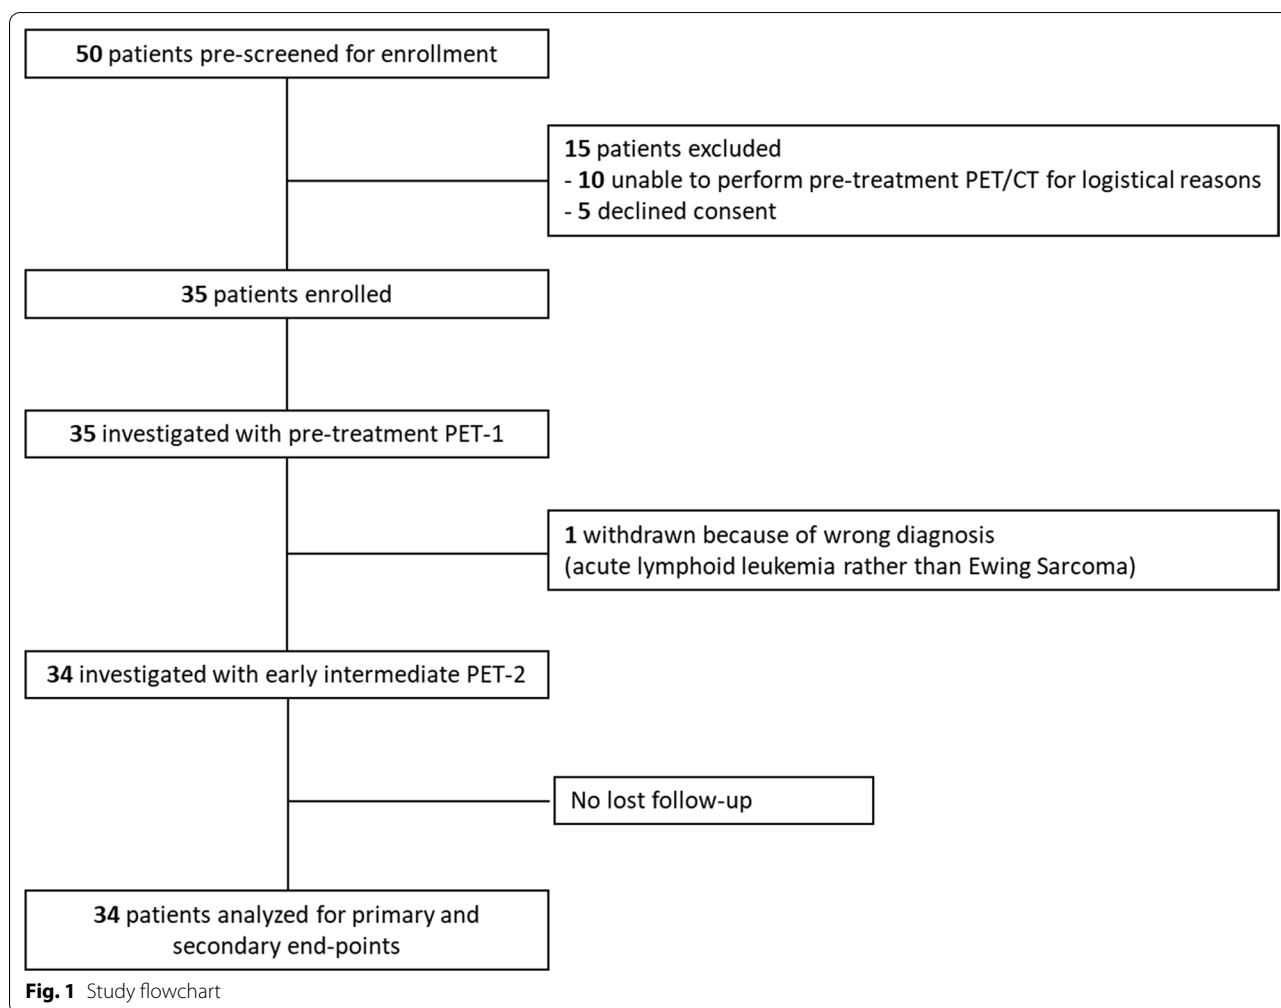 50 patients pre-screened for enrollment
15 patients excluded
- 10 unable to perform pre-treatment PET/CT for logistical reasons
- 5 declined consent
35 patients enrolled
35 investigated with pre-treatment PET-1
1 withdrawn because of wrong diagnosis
(acute lymphoid leukemia rather than Ewing Sarcoma)
34 investigated with early intermediate PET-2
No lost follow-up
34 patients analyzed for primary and
secondary end-points
Fig. 1 Study flowchart